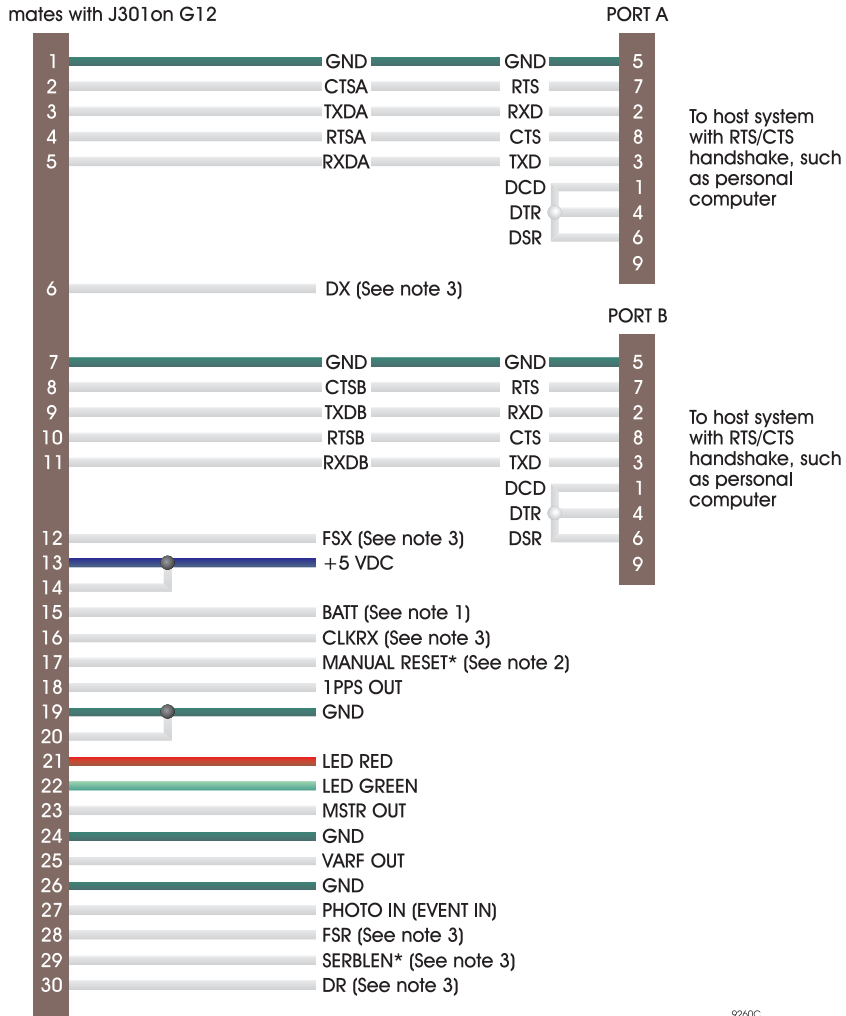 mates with J301on G12 PORT A
1 GND GND 5
2 CTSA RTS 7
3 TXDA RXD 2
4 RTSA CTS 8
5 RXDA TXD 3
DCD 1
DTR 4
DSR 6
9
To host system
with RTS/CTS
handshake, such
as personal
computer
6 DX (See note 3)
PORT B
7 GND GND 5
8 CTSB RTS 7
9 TXDB RXD 2
10 RTSB CTS 8
11 RXDB TXD 3
DCD 1
DTR 4
DSR 6
9
To host system
with RTS/CTS
handshake, such
as personal
computer
12 FSX (See note 3)
13 +5 VDC
14
15 BATT (See note 1)
16 CLKRX (See note 3)
17 MANUAL RESET* (See note 2)
18 1PPS OUT
19 GND
20
21 LED RED
22 LED GREEN
23 MSTR OUT
24 GND
25 VARF OUT
26 GND
27 PHOTO IN (EVENT IN)
28 FSR (See note 3)
29 SERBLEN* (See note 3)
30 DR (See note 3)
9260C